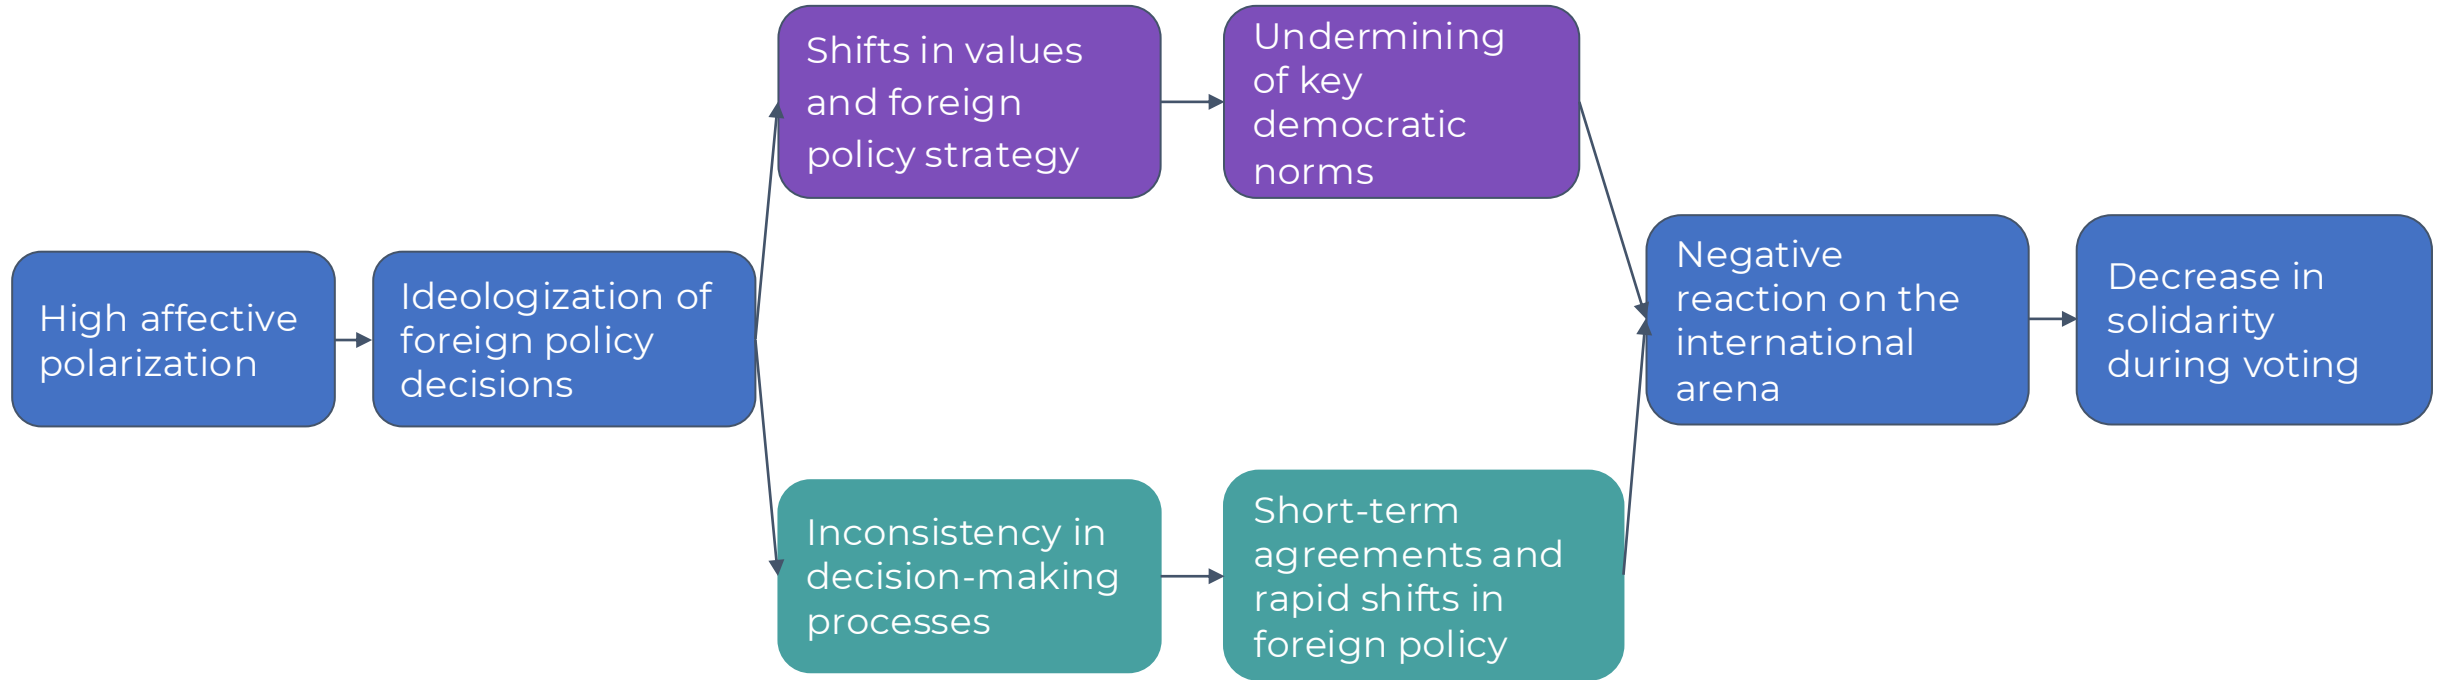 High affective
polarization
Ideologization of
foreign policy
decisions
Shifts in values
and foreign
policy strategy
Undermining
of key
democratic
norms
Inconsistency in
decision-making
processes
Short-term
agreements and
rapid shifts in
foreign policy
Negative
reaction on the
international
arena
Decrease in
solidarity
during voting